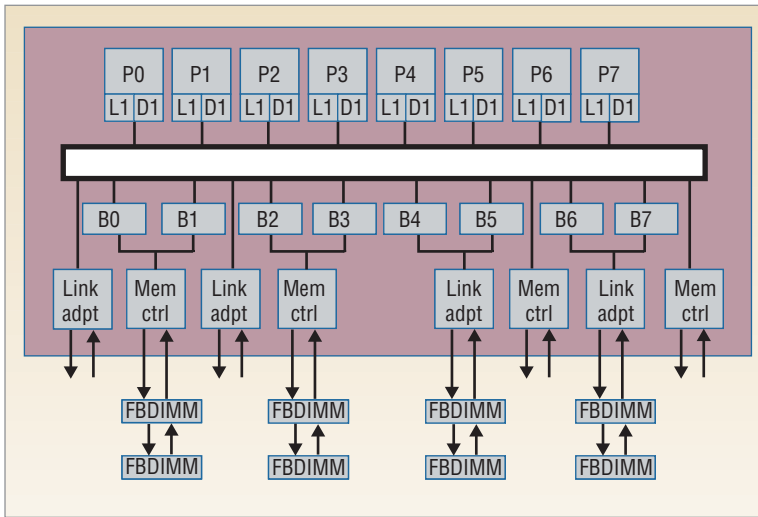 P0 P1 P2 P3 P4 P5 P6 P7
L1 D1 L1 D1 L1 D1 L1 D1 L1 D1 L1 D1 L1 D1 L1 D1
B0 B1 B2 B3 B4 B5 B6 B7
Link Mem Link Mem Link Mem Link Mem
adpt ctrl adpt ctrl adpt ctrl adpt ctrl
FBDIMM FBDIMM FBDIMM FBDIMM
FBDIMM FBDIMM FBDIMM FBDIMM